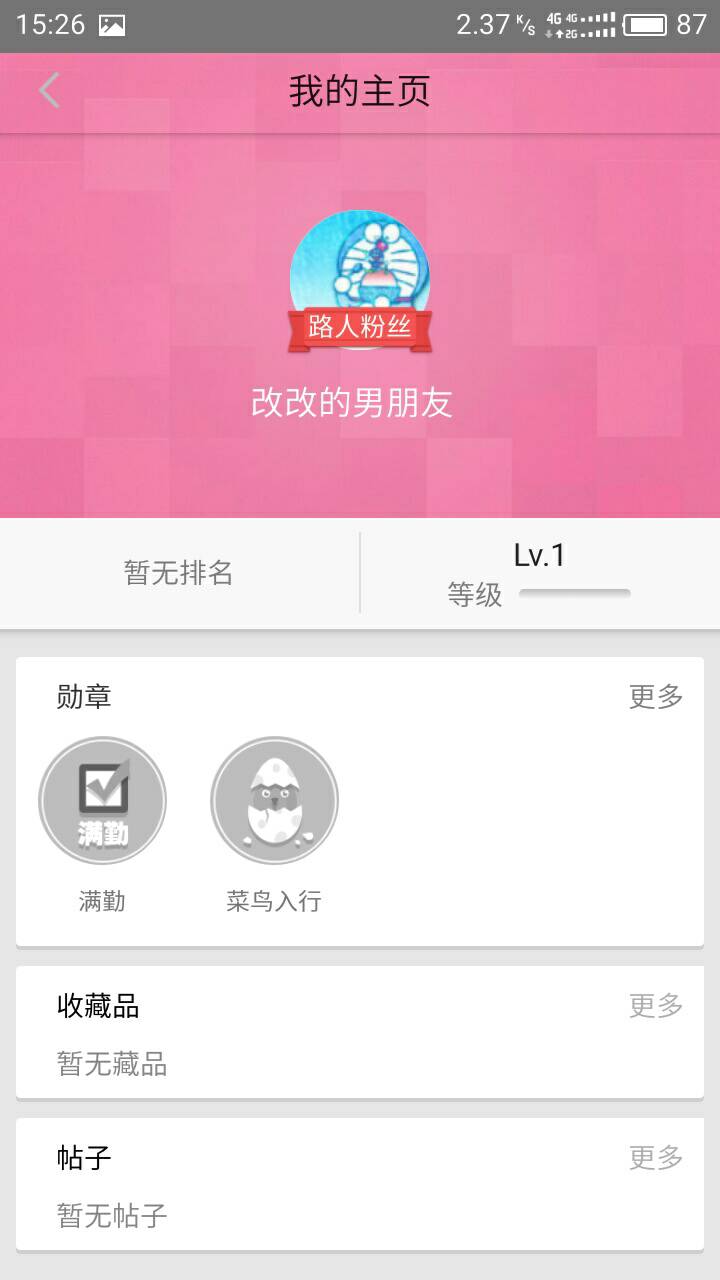 15:26 2.37 K/s 4G 4G 2G 87
我的主页
路人粉丝
改改的男朋友
暂无排名
Lv.1
等级
勋章 更多
满勤
满勤 菜鸟入行
收藏品 更多
暂无藏品
帖子 更多
暂无帖子